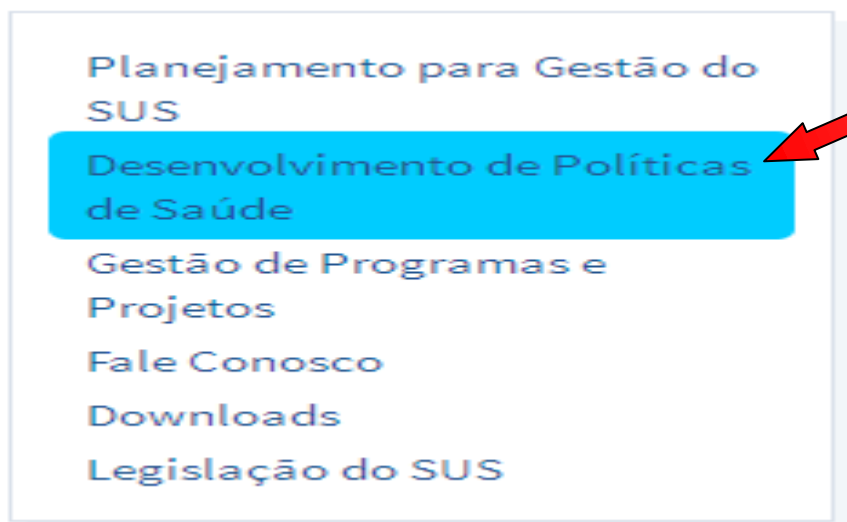 Planejamento para Gestão do
SUS
Desenvolvimento de Políticas
de Saúde
Gestão de Programas e
Projetos
Fale Conosco
Downloads
Legislação do SUS